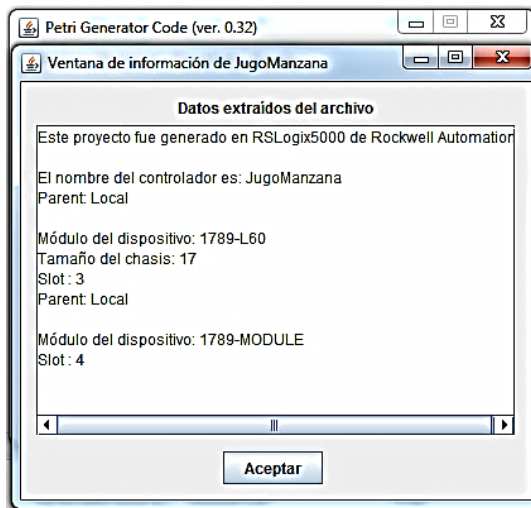 Petri Generator Code (ver. 0.32)
Ventana de información de JugoManzana
Datos extraídos del archivo
Este proyecto fue generado en RSLogix5000 de Rockwell Automation
El nombre del controlador es: JugoManzana
Parent: Local
Módulo del dispositivo: 1789-L60
Tamaño del chasis: 17
Slot : 3
Parent: Local
Módulo del dispositivo: 1789-MODULE
Slot : 4
Aceptar